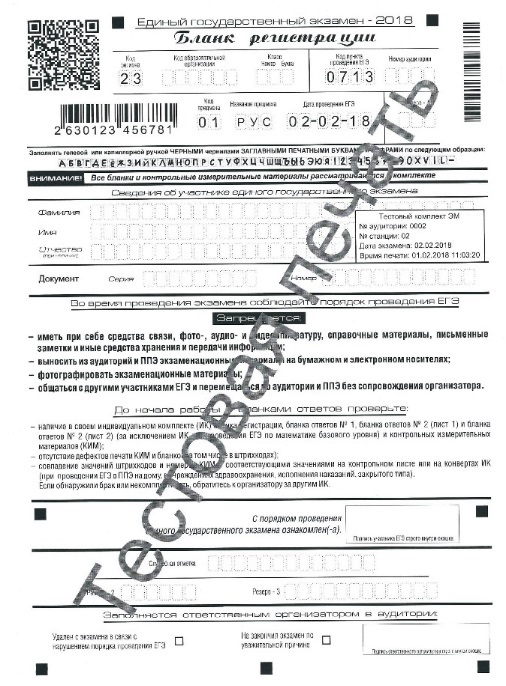 Единый государственный экзамен - 2018
Бланк регистрации
Код региона
Код образовательной организации
Класс
Номер Буква
Код пункта проведения ЕГЭ
Номер аудитории
23
0713
Код предмета
Название предмета
Дата проведения ЕГЭ
01 РУС 02-02-18
2630123456781
Заполнять гелевой или капиллярной ручкой ЧЕРНЫМИ чернилами ЗАГЛАВНЫМИ ПЕЧАТНЫМИ БУКВАМИ по следующим образцам:
ВНИМАНИЕ! Все бланки и контрольные измерительные материалы рассматриваются в комплекте
Сведения об участнике единого государственного экзамена
Фамилия
Имя
Отчество
Тестовый комплект ЭМ
№ аудитории: 0002
№ станции: 02
Дата экзамена: 02.02.2018
Время печати: 01.02.2018 11:03:20
Документ Серия Номер
Во время проведения экзамена соблюдайте порядок проведения ЕГЭ
Запрещается:
– иметь при себе средства связи, фото-, аудио- и видеоаппаратуру, справочные материалы, письменные
заметки и иные средства хранения и передачи информации;
– выносить из аудиторий и ППЭ экзаменационные материалы на бумажном и электронном носителях;
– фотографировать экзаменационные материалы;
– общаться с другими участниками ЕГЭ и перемещаться по аудитории и ППЭ без сопровождения организатора.
До начала работы с бланками ответов проверьте:
– наличие в своем индивидуальном комплекте (ИК) бланка регистрации, бланка ответов № 1, бланка ответов № 2 (лист 1) и бланка
ответов № 2 (лист 2) (за исключением ИК для проведения ЕГЭ по математике базового уровня) и контрольных измерительных
материалов (КИМ);
– отсутствие дефектов печати КИМ и бланков (в том числе в штрихкодах);
– совпадение значений штрихкодов и номера КИМ с соответствующими значениями на контрольном листе или на конвертах ИК
(при проведении ЕГЭ в ППЭ на дому, в учреждениях здравоохранения, исполнения наказаний, закрытого типа).
Если обнаружили брак или некомплектность, обратитесь к организатору за другим ИК.
С порядком проведения
единого государственного экзамена ознакомлен(-а).
Подпись участника ЕГЭ строго внутри окошка
Служебная отметка
Резерв - 3
Заполняется ответственным организатором в аудитории:
Удален с экзамена в связи с
нарушением порядка проведения ЕГЭ
Не закончил экзамен по
уважительной причине
Тестовая печать